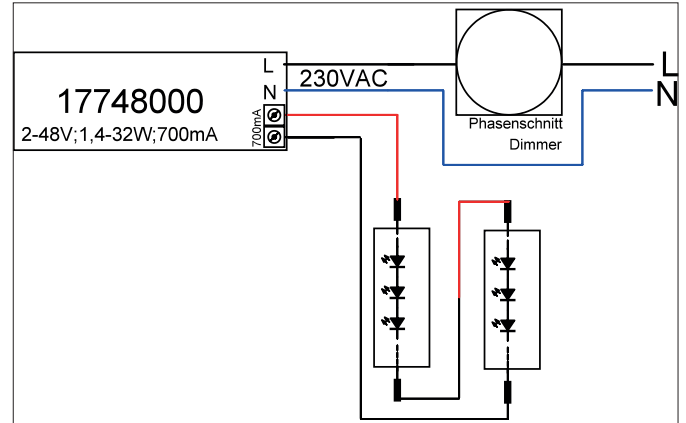 L
L
230VAC
N
N
17748000
2-48V;1,4-32W;700mA
700mA
Phasenschnitt
Dimmer